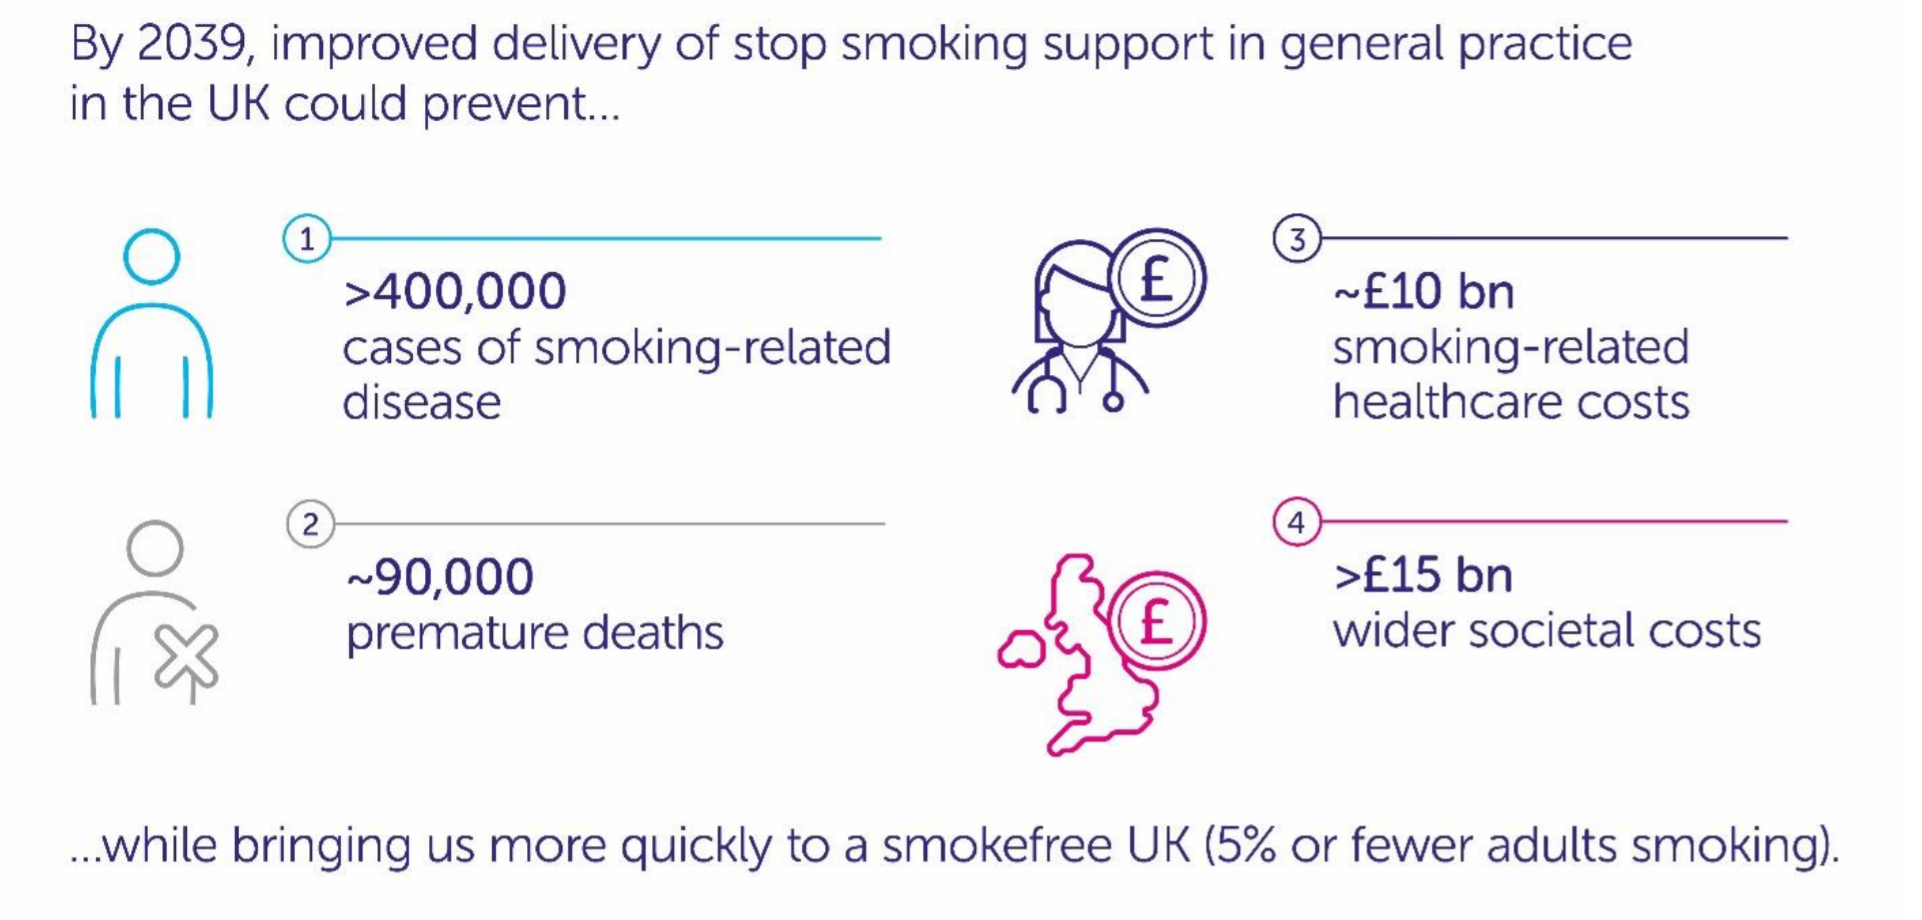 By 2039, improved delivery of stop smoking support in general practice
in the UK could prevent...
1
>400,000
cases of smoking-related
disease
2
~90,000
premature deaths
£
3
~£10 bn
smoking-related
healthcare costs
£
4
>£15 bn
wider societal costs
...while bringing us more quickly to a smokefree UK (5% or fewer adults smoking).